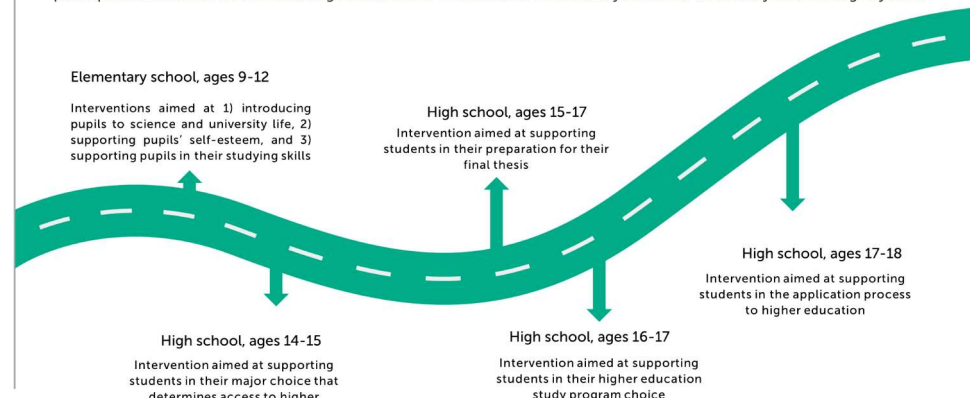 Elementary school, ages 9-12
Interventions aimed at 1) introducing
pupils to science and university life, 2)
supporting pupils' self-esteem, and 3)
supporting pupils in their studying skills
High school, ages 15-17
Intervention aimed at supporting
students in their preparation for their
final thesis
High school, ages 17-18
Intervention aimed at supporting
students in the application process
to higher education
High school, ages 14-15
Intervention aimed at supporting
students in their major choice that
determines access to higher
High school, ages 16-17
Intervention aimed at supporting
students in their higher education
study program choice